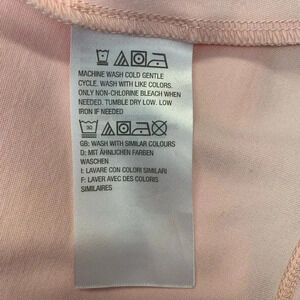 MACHINE WASH COLD GENTLE
CYCLE. WASH WITH LIKE COLORS.
ONLY NON-CHLORINE BLEACH WHEN
NEEDED. TUMBLE DRY LOW. LOW
IRON IF NEEDED
30
GB: WASH WITH SIMILAR COLOURS
D: MIT ÄHNLICHEN FARBEN
WASCHEN
I: LAVARE CON COLORI SIMILARI
F: LAVER AVEC DES COLORIS
SIMILAIRES